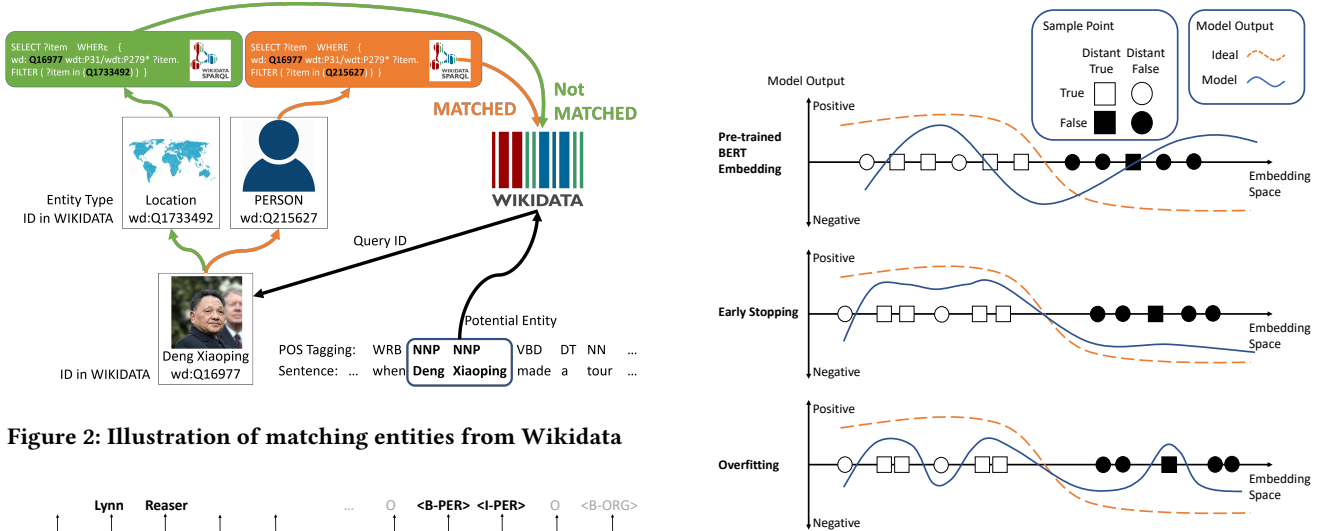 SELECT ?item WHERE {
wd: Q16977 wdt:P31/wdt:P279* ?item.
FILTER ( ?item in (Q1733492) ) }
WIKIDATA
SPARQL
SELECT ?item WHERE {
wd: Q16977 wdt:P31/wdt:P279* ?item.
FILTER ( ?item in (Q215627) ) }
WIKIDATA
SPARQL
MATCHED
Not
MATCHED
WIKIDATA
Entity Type
ID in WIKIDATA
Location
wd:Q1733492
PERSON
wd:Q215627
Query ID
Potential Entity
Deng Xiaoping
wd:Q16977
ID in WIKIDATA
POS Tagging: WRB NNP NNP VBD DT NN ...
Sentence: ... when Deng Xiaoping made a tour ...
Figure 2: Illustration of matching entities from Wikidata
Lynn Reaser ... O <B-PER> <I-PER> O <B-ORG>
Sample Point
Distant True
Distant False
True
False
Model Output
Ideal
Model
Model Output
Positive
Pre-trained
BERT
Embedding
Embedding
Space
Negative
Positive
Early Stopping
Embedding
Space
Negative
Positive
Overfitting
Embedding
Space
Negative